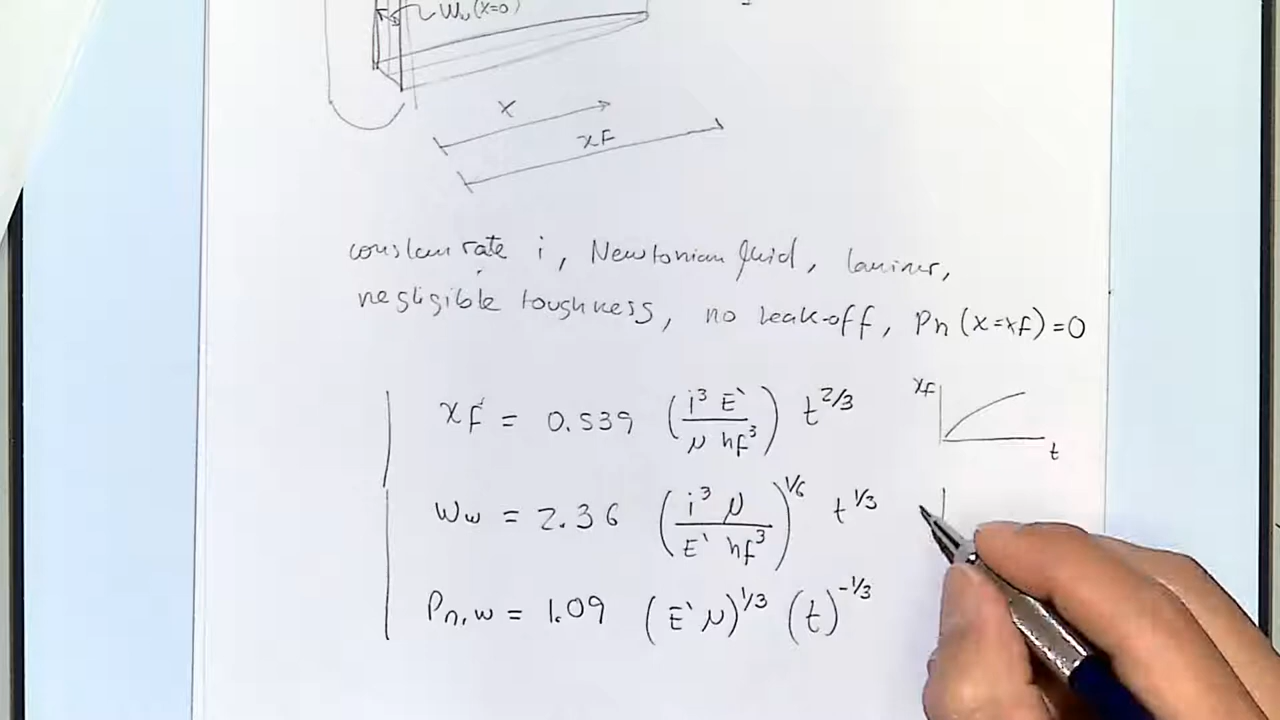 Ww (x=0)
x
xf
constant rate i, Newtonian fluid, laminar,
negligible toughness, no leak-off, Pn (x=xf) =0
xf = 0.539 (i³ E' / μ hf³) t^2/3
xf
t
Ww = 2.36 (i³ μ / E' hf³)^1/6 t^1/3
Pn,w = 1.09 (E' μ)^1/3 (t)^-1/3